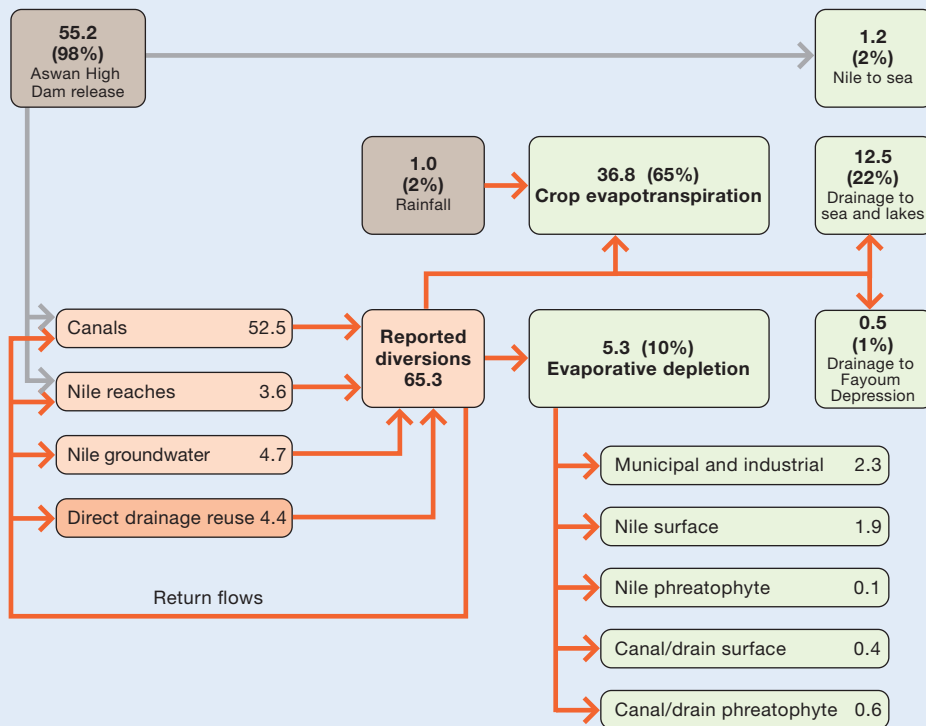 55.2
(98%)
Aswan High
Dam release
1.2
(2%)
Nile to sea
1.0
(2%)
Rainfall
36.8 (65%)
Crop evapotranspiration
12.5
(22%)
Drainage to
sea and lakes
Canals 52.5
Nile reaches 3.6
Nile groundwater 4.7
Direct drainage reuse 4.4
Reported
diversions
65.3
5.3 (10%)
Evaporative depletion
0.5
(1%)
Drainage to
Fayoum
Depression
Municipal and industrial 2.3
Nile surface 1.9
Nile phreatophyte 0.1
Canal/drain surface 0.4
Canal/drain phreatophyte 0.6
Return flows